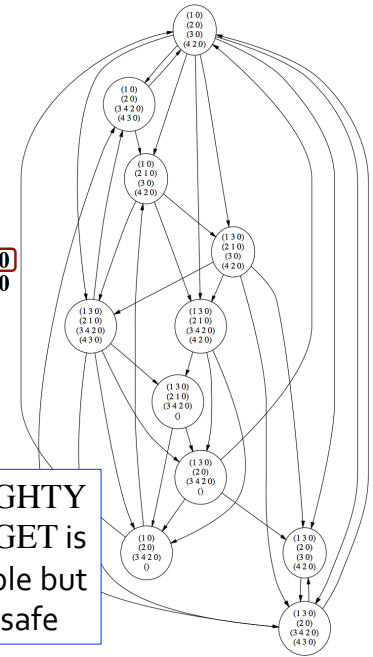 (1 0)
(2 0)
(3 0)
(4 2 0)
(1 0)
(2 0)
(3 4 2 0)
(4 3 0)
(1 0)
(2 1 0)
(3 0)
(4 2 0)
(1 3 0)
(2 1 0)
(3 0)
(4 2 0)
0
0
(1 3 0)
(2 1 0)
(3 4 2 0)
(4 3 0)
(1 3 0)
(2 1 0)
(3 4 2 0)
(4 2 0)
(1 3 0)
(2 1 0)
(3 4 2 0)
()
(1 3 0)
(2 0)
(3 4 2 0)
()
GHTY
GET is
ble but
safe
(1 0)
(2 0)
(3 4 2 0)
()
(1 3 0)
(2 0)
(3 0)
(4 2 0)
(1 3 0)
(2 0)
(3 4 2 0)
(4 3 0)